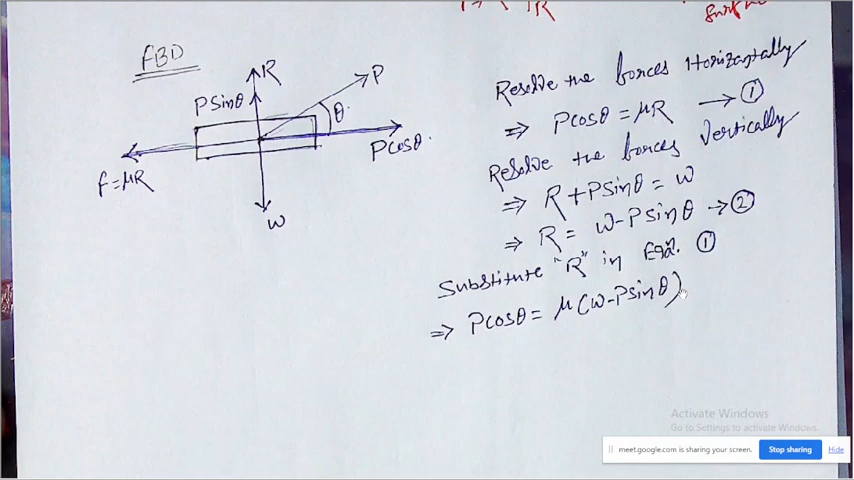 FBD
R
P
Psinθ
θ
Pcosθ
F=μR
W
Resolve the forces Horizontally
⇒ Pcosθ = μR → ①
Resolve the forces Vertically
⇒ R+Psinθ = W
⇒ R = W-Psinθ → ②
Substitute "R" in Eqn. ①
⇒ Pcosθ = μ(W-Psinθ)
Activate Windows
Go to Settings to activate Windows.
meet.google.com is sharing your screen.
Stop sharing
Hide